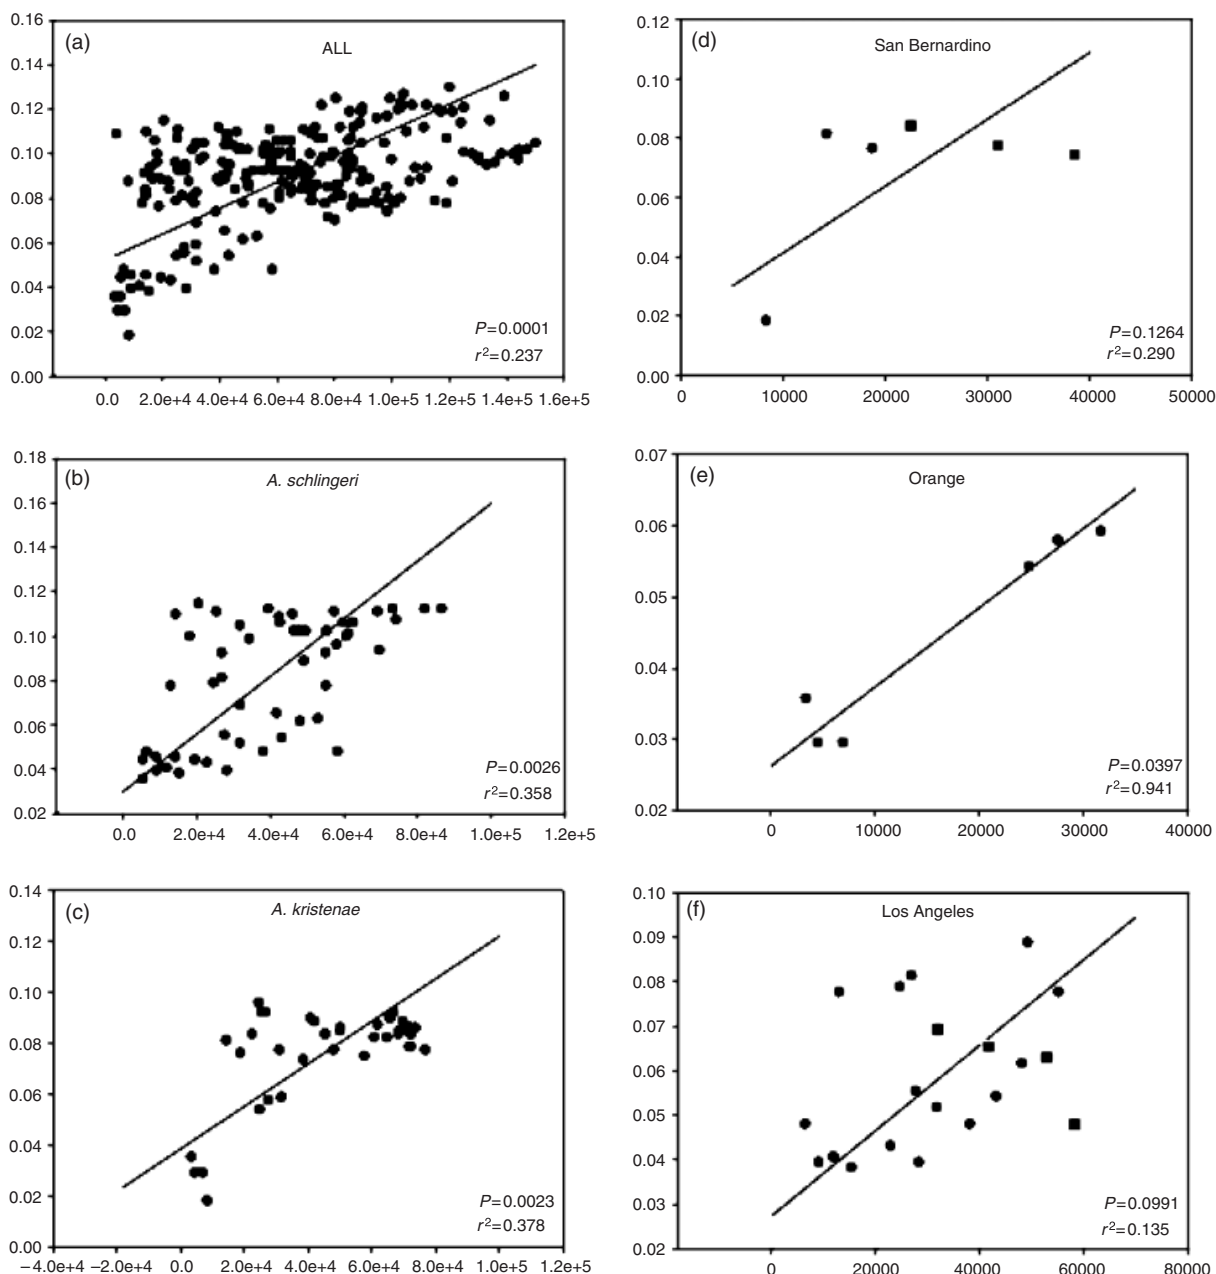 (a)
ALL
0.16
0.14
0.12
0.10
0.08
0.06
0.04
0.02
0.00
P=0.0001
r²=0.237
0.0 2.0e+4 4.0e+4 6.0e+4 8.0e+4 1.0e+5 1.2e+5 1.4e+5 1.6e+5
(b)
A. schlingeri
0.18
0.16
0.14
0.12
0.10
0.08
0.06
0.04
0.02
P=0.0026
r²=0.358
0.0 2.0e+4 4.0e+4 6.0e+4 8.0e+4 1.0e+5 1.2e+5
(c)
A. kristenae
0.14
0.12
0.10
0.08
0.06
0.04
0.02
0.00
P=0.0023
r²=0.378
−4.0e+4 −2.0e+4 0.0 2.0e+4 4.0e+4 6.0e+4 8.0e+4 1.0e+5 1.2e+5
(d)
San Bernardino
0.12
0.10
0.08
0.06
0.04
0.02
0.00
P=0.1264
r²=0.290
0 10000 20000 30000 40000 50000
(e)
Orange
0.07
0.06
0.05
0.04
0.03
0.02
P=0.0397
r²=0.941
0 10000 20000 30000 40000
(f)
Los Angeles
0.10
0.09
0.08
0.07
0.06
0.05
0.04
0.03
0.02
P=0.0991
r²=0.135
0 20000 40000 60000 80000